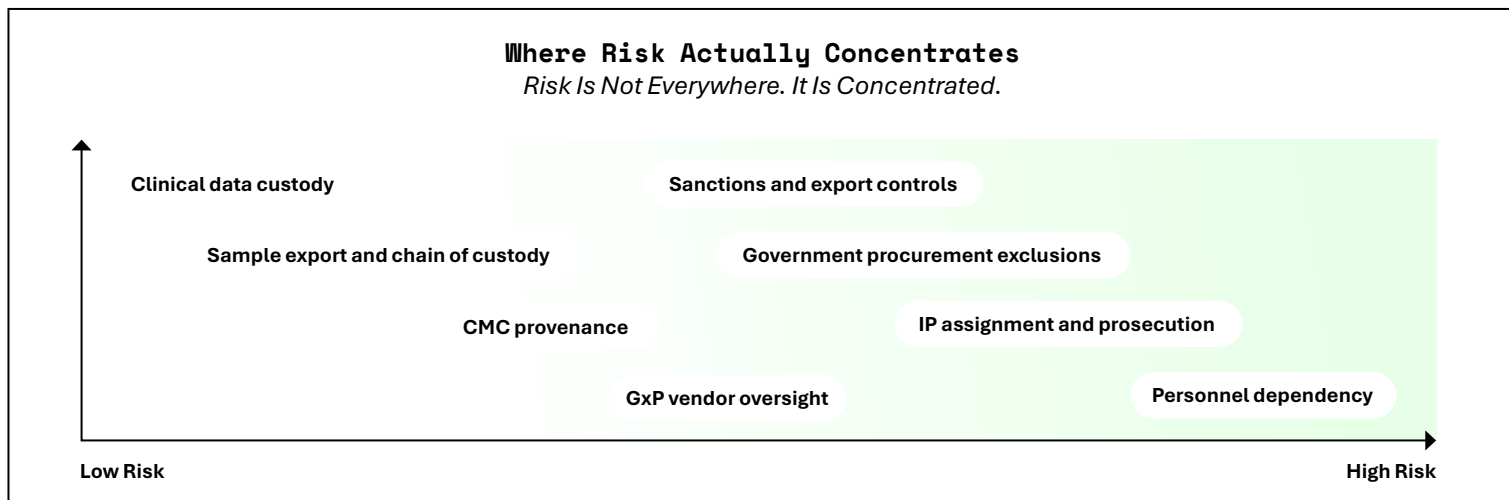 Where Risk Actually Concentrates
Risk Is Not Everywhere. It Is Concentrated.
Clinical data custody
Sanctions and export controls
Sample export and chain of custody
Government procurement exclusions
CMC provenance
IP assignment and prosecution
GxP vendor oversight
Personnel dependency
Low Risk
High Risk